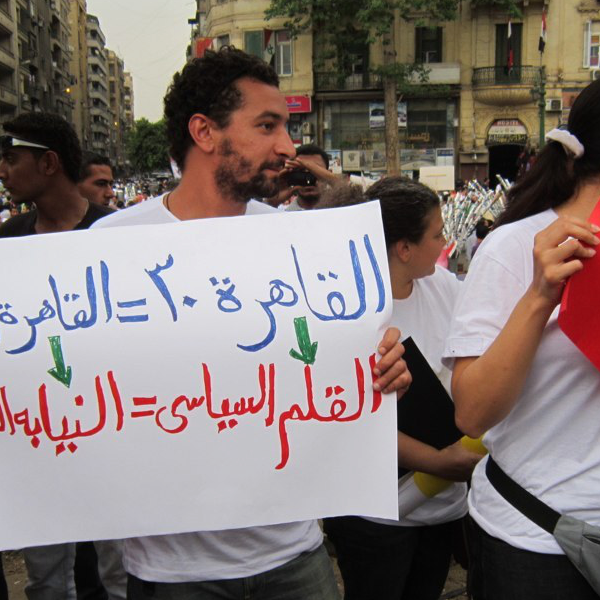 القاهرة ٣٠ = القاهرة
القلم السياسى = النيابه